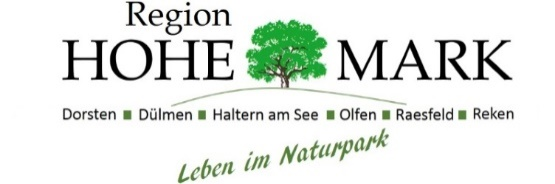 Region
HOHE MARK
Dorsten ■ Dülmen ■ Haltern am See ■ Olfen ■ Raesfeld ■ Reken
Leben im Naturpark